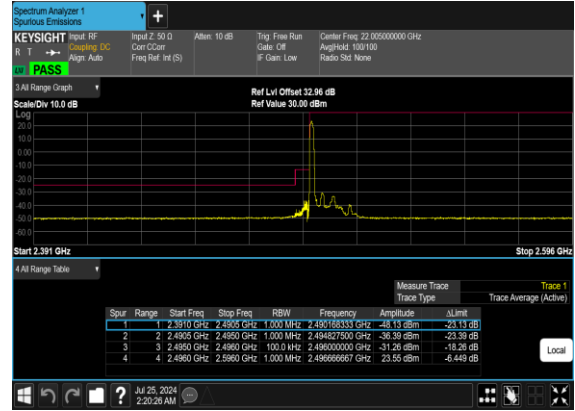 Spectrum Analyzer 1
Spurious Emissions
+
KEYSIGHT Input: RF Input Z: 50 Ω Atten: 10 dB Trig: Free Run Center Freq: 22.005000000 GHz
R T Coupling: DC Corr CCorr Gate: Off Avg|Hold: 100/100
Align: Auto Freq Ref: Int (S) IF Gain: Low Radio Std: None
PASS
3 All Range Graph
Ref Lvl Offset 32.96 dB
Scale/Div 10.0 dB Ref Value 30.00 dBm
Log
20.0
10.0
0.00
-10.0
-20.0
-30.0
-40.0
-50.0
-60.0
Start 2.391 GHz Stop 2.596 GHz
4 All Range Table
Measure Trace Trace 1
Trace Type Trace Average (Active)
Spur Range Start Freq Stop Freq RBW Frequency Amplitude ΔLimit
1 1 2.3910 GHz 2.4905 GHz 1.000 MHz 2.490168333 GHz -48.13 dBm -23.13 dB
2 2 2.4905 GHz 2.4950 GHz 1.000 MHz 2.494827500 GHz -36.39 dBm -23.39 dB
3 3 2.4950 GHz 2.4960 GHz 100.0 kHz 2.496000000 GHz -31.26 dBm -18.26 dB
4 4 2.4960 GHz 2.5960 GHz 1.000 MHz 2.496666667 GHz 23.55 dBm -6.449 dB
Local
? Jul 25, 2024
2:20:26 AM